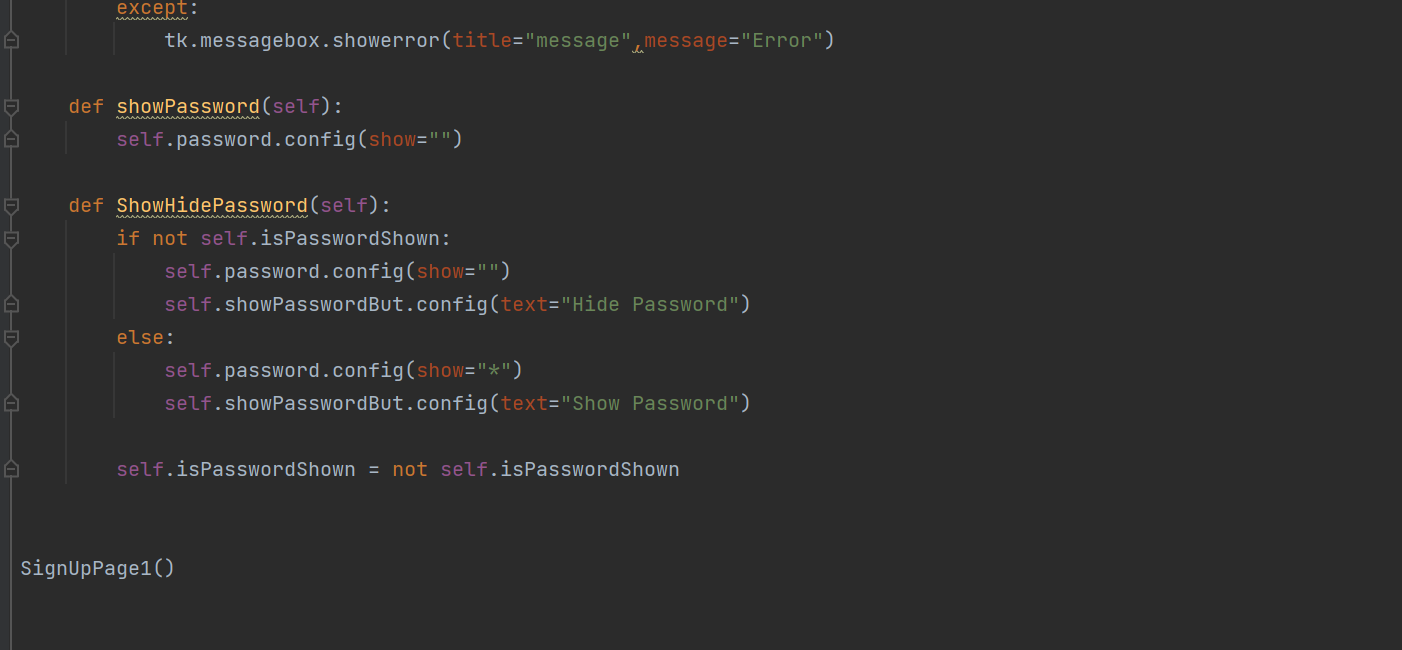 except:
tk.messagebox.showerror(title="message",message="Error")
def showPassword(self):
self.password.config(show="")
def ShowHidePassword(self):
if not self.isPasswordShown:
self.password.config(show="")
self.showPasswordBut.config(text="Hide Password")
else:
self.password.config(show="*")
self.showPasswordBut.config(text="Show Password")
self.isPasswordShown = not self.isPasswordShown
SignUpPage1()